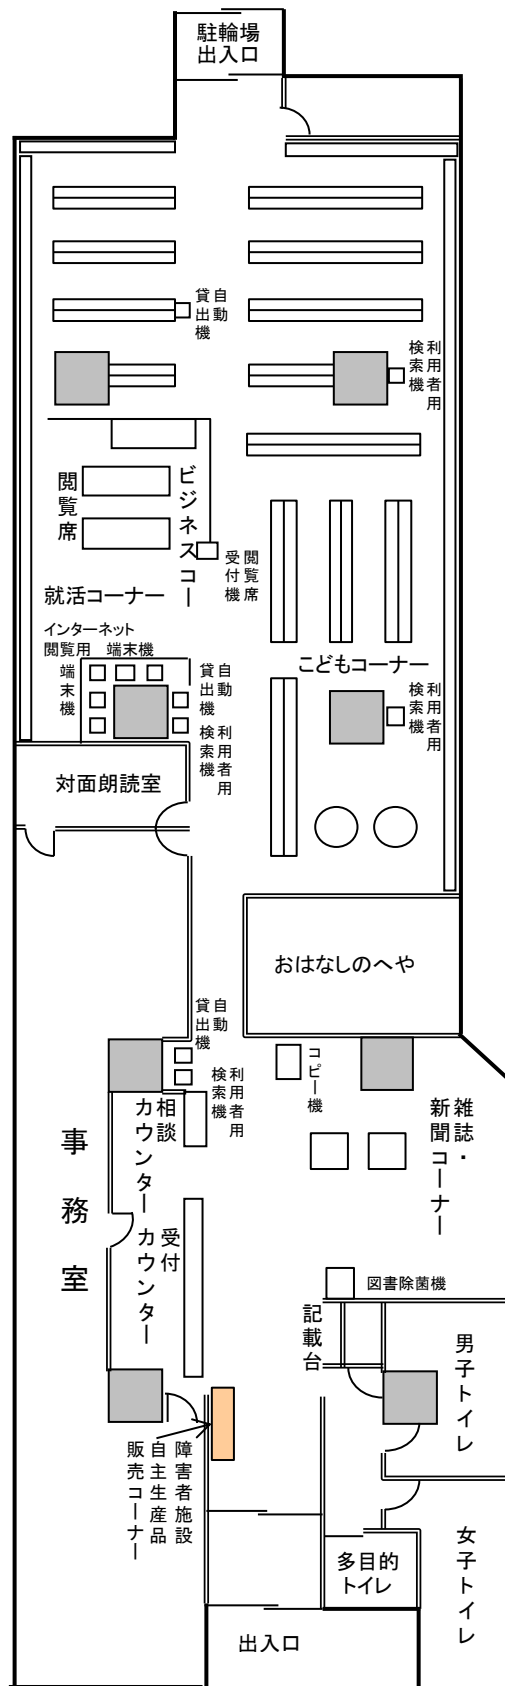 駐輪場
出入口
自動
貸出機
利用者用
検索機
閲覧席
ビジネスコー
閲覧席
受付機
就活コーナー
インターネット
閲覧用 端末機
端末機
自動
貸出機
利用者用
検索機
こどもコーナー
利用者用
検索機
対面朗読室
おはなしのへや
自動
貸出機
利用者用
検索機
コピー機
雑誌・
新聞コーナー
相談
カウンター
事務室
受付
カウンター
図書除菌機
記載台
男子トイレ
障害者施設
自主生産品
販売コーナー
女子トイレ
多目的
トイレ
出入口